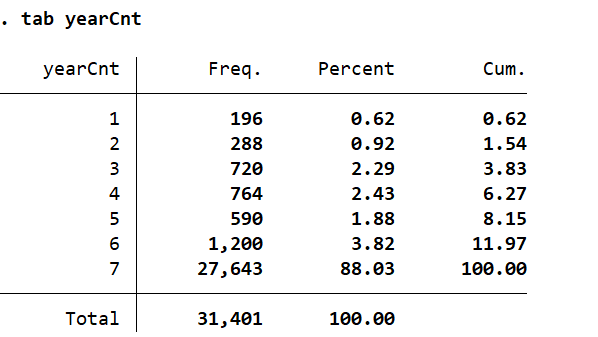 . tab yearCnt
yearCnt Freq. Percent Cum.
1 196 0.62 0.62
2 288 0.92 1.54
3 720 2.29 3.83
4 764 2.43 6.27
5 590 1.88 8.15
6 1,200 3.82 11.97
7 27,643 88.03 100.00
Total 31,401 100.00